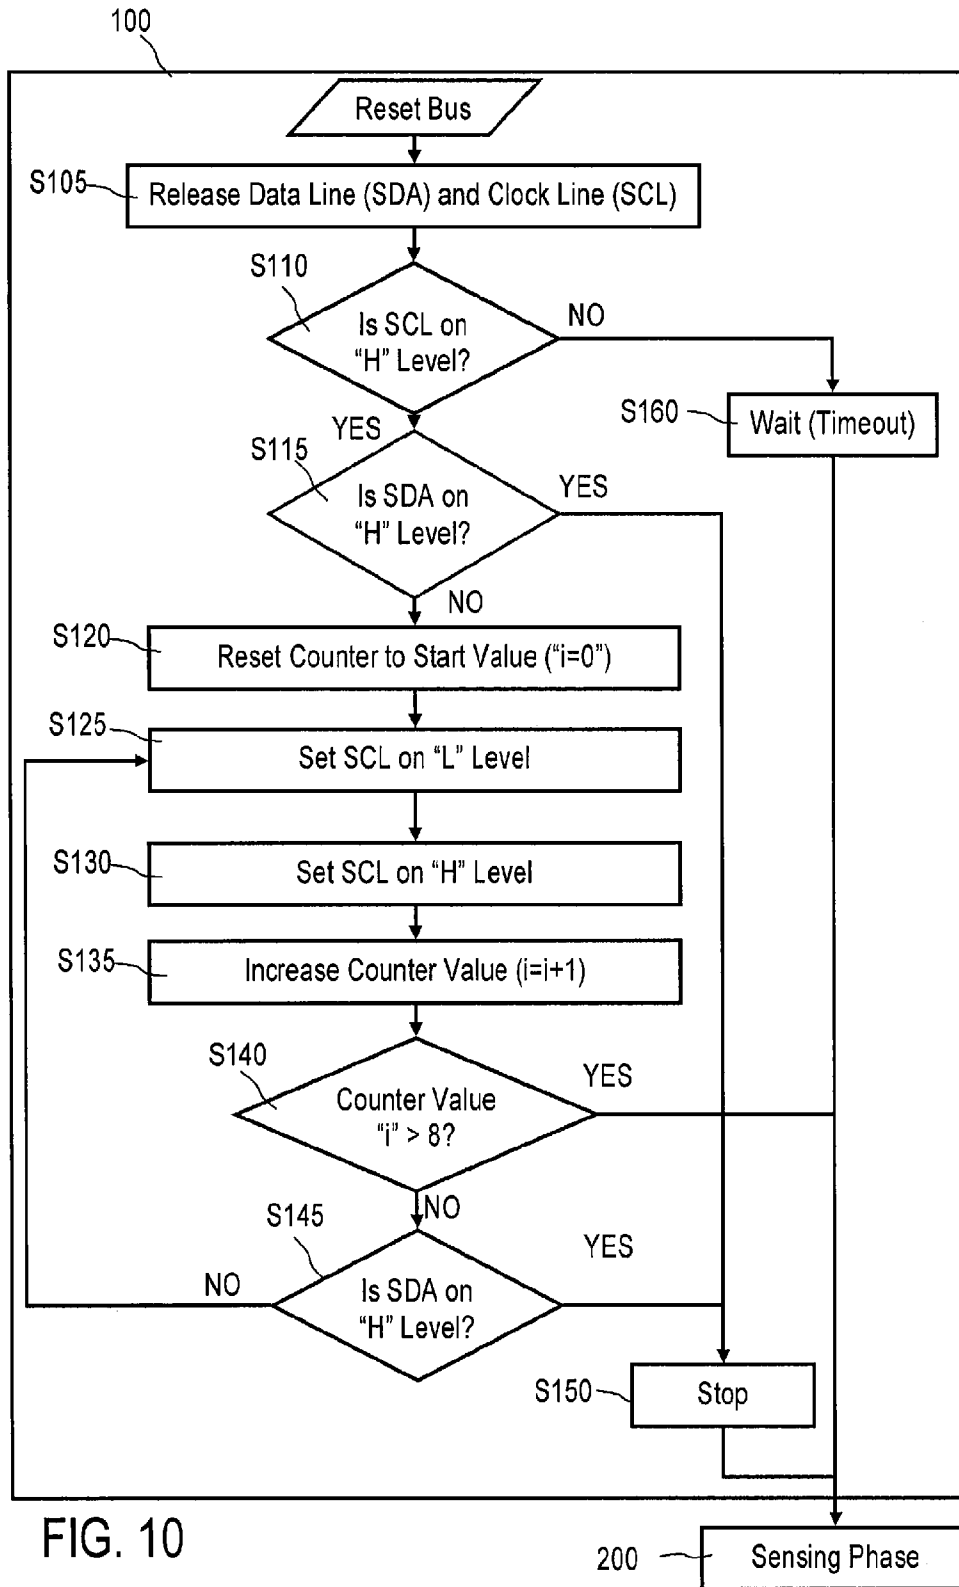 100
Reset Bus
S105
Release Data Line (SDA) and Clock Line (SCL)
S110
Is SCL on
“H” Level?
NO
YES
S160
Wait (Timeout)
S115
Is SDA on
“H” Level?
YES
NO
S120
Reset Counter to Start Value (“i=0”)
S125
Set SCL on “L” Level
S130
Set SCL on “H” Level
S135
Increase Counter Value (i=i+1)
S140
Counter Value
“i” > 8?
YES
NO
S145
Is SDA on
“H” Level?
YES
NO
S150
Stop
FIG. 10
200
Sensing Phase